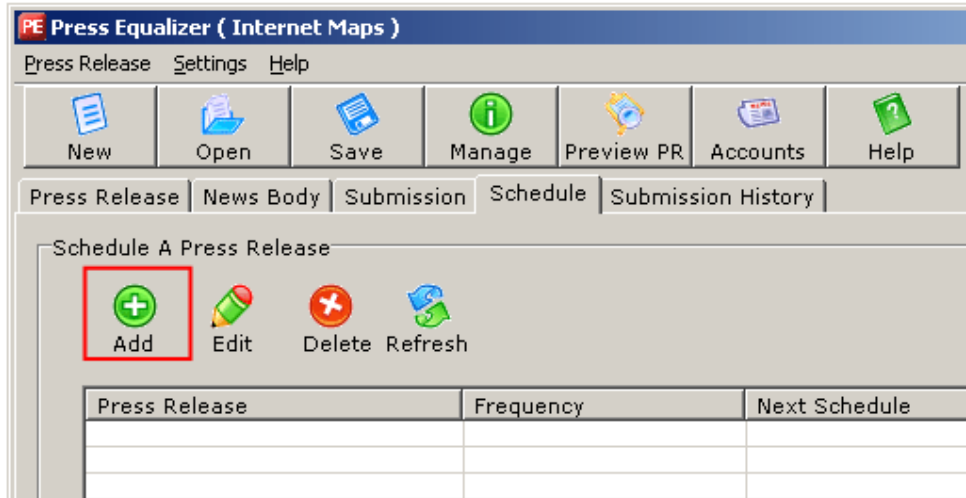 PE Press Equalizer ( Internet Maps )
Press Release Settings Help
New Open Save Manage Preview PR Accounts Help
Press Release News Body Submission Schedule Submission History
Schedule A Press Release
Add Edit Delete Refresh
Press Release Frequency Next Schedule